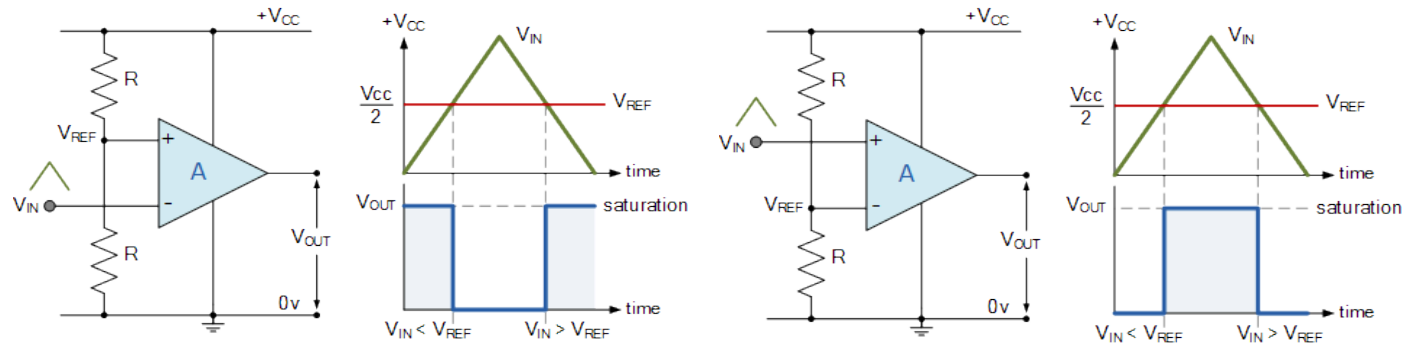 +VCC
R
VREF
+
A
VIN
-
R
VOUT
0v
+VCC
VIN
Vcc
2
VREF
time
VOUT
saturation
time
VIN < VREF
VIN > VREF
+VCC
R
VIN
+
A
VREF
-
R
VOUT
0v
+VCC
VIN
Vcc
2
VREF
time
VOUT
saturation
time
VIN < VREF
VIN > VREF